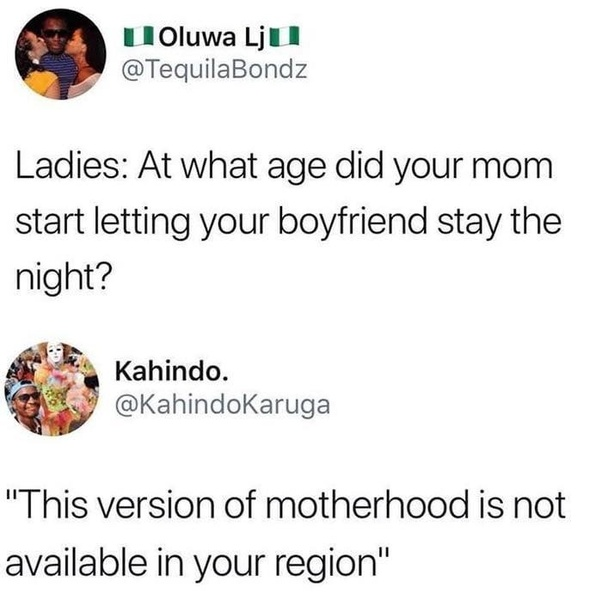 🇳🇬Oluwa Lj🇳🇬
@TequilaBondz
Ladies: At what age did your mom
start letting your boyfriend stay the
night?
Kahindo.
@KahindoKaruga
"This version of motherhood is not
available in your region"